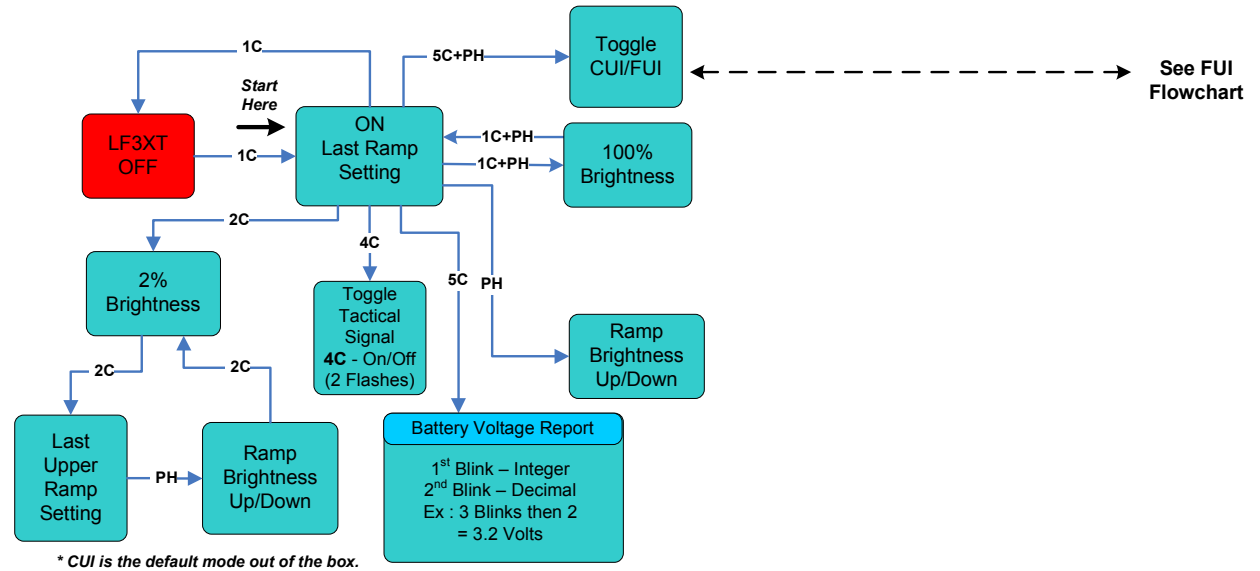 1C
5C+PH
Toggle
CUI/FUI
See FUI
Flowchart
Start
Here
LF3XT
OFF
1C
ON
Last Ramp
Setting
1C+PH
1C+PH
100%
Brightness
2C
4C
5C
PH
2%
Brightness
Toggle
Tactical
Signal
4C - On/Off
(2 Flashes)
Ramp
Brightness
Up/Down
2C
2C
Last
Upper
Ramp
Setting
PH
Ramp
Brightness
Up/Down
Battery Voltage Report
1st Blink – Integer
2nd Blink – Decimal
Ex : 3 Blinks then 2
= 3.2 Volts
* CUI is the default mode out of the box.